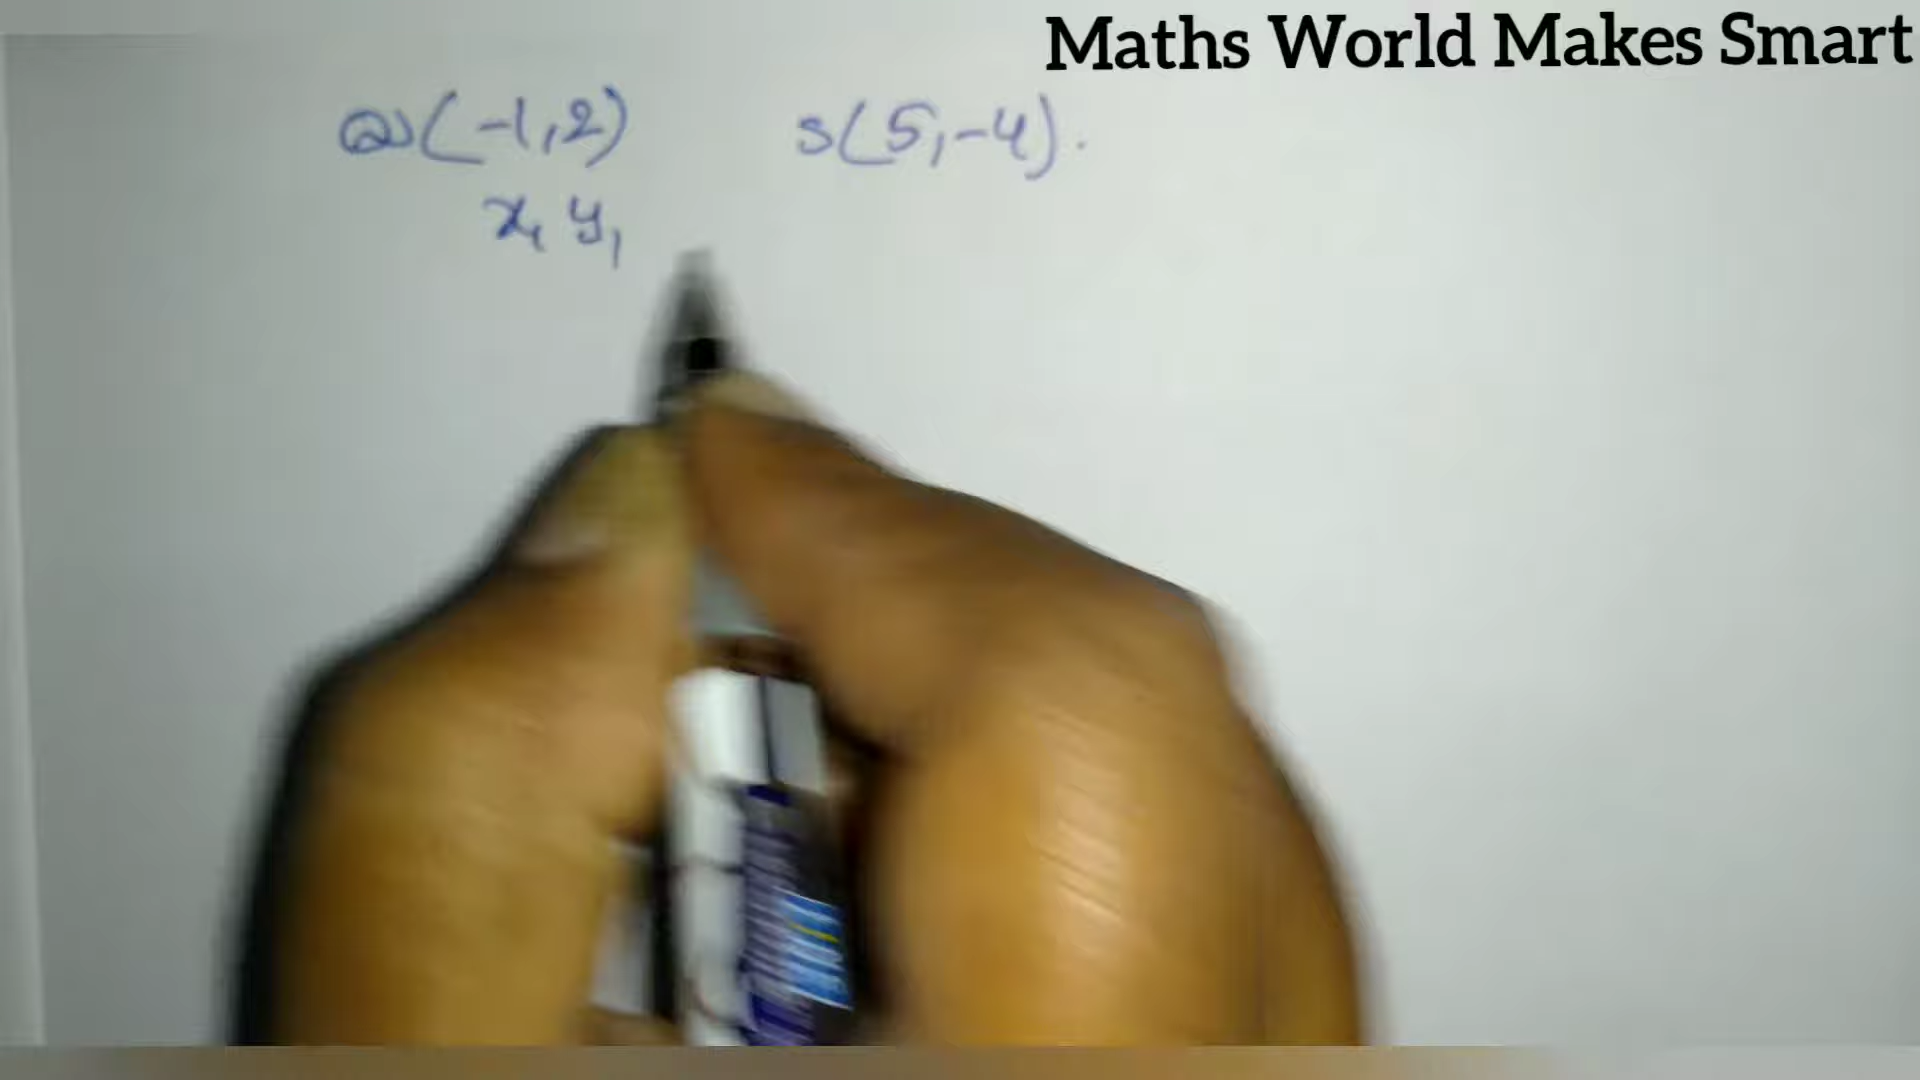 Maths World Makes Smart
D(-1,2) S(5,-4).
x₁ y₁